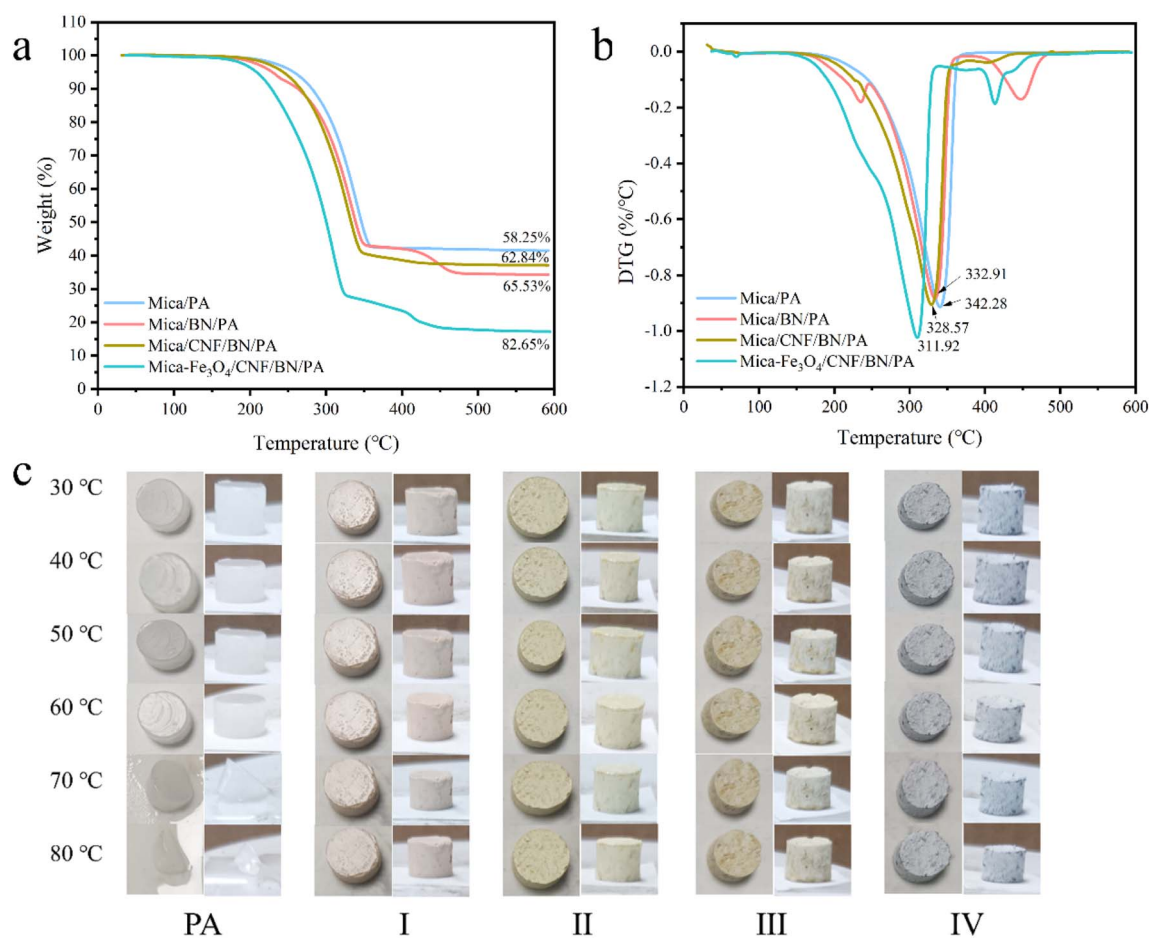 a
110
100
90
80
70
60
50
40
30
20
10
0
Weight (%)
58.25%
62.84%
65.53%
82.65%
Mica/PA
Mica/BN/PA
Mica/CNF/BN/PA
Mica-Fe₃O₄/CNF/BN/PA
0 100 200 300 400 500 600
Temperature (°C)
b
0.0
-0.2
-0.4
-0.6
-0.8
-1.0
-1.2
DTG (%/°C)
332.91
342.28
328.57
311.92
Mica/PA
Mica/BN/PA
Mica/CNF/BN/PA
Mica-Fe₃O₄/CNF/BN/PA
0 100 200 300 400 500 600
Temperature (°C)
c
30 °C
40 °C
50 °C
60 °C
70 °C
80 °C
PA I II III IV